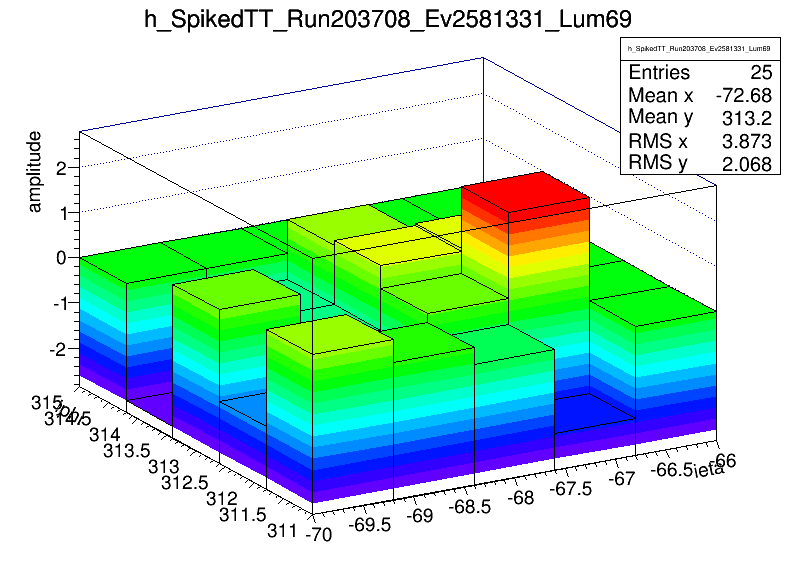 h_SpikedTT_Run203708_Ev2581331_Lum69
h_SpikedTT_Run203708_Ev2581331_Lum69
Entries 25
Mean x -72.68
Mean y 313.2
RMS x 3.873
RMS y 2.068
amplitude
2
1
0
-1
-2
315
314.5
314
313.5
313
312.5
312
311.5
311
-70
-69.5
-69
-68.5
-68
-67.5
-67
-66.5
-66
ieta